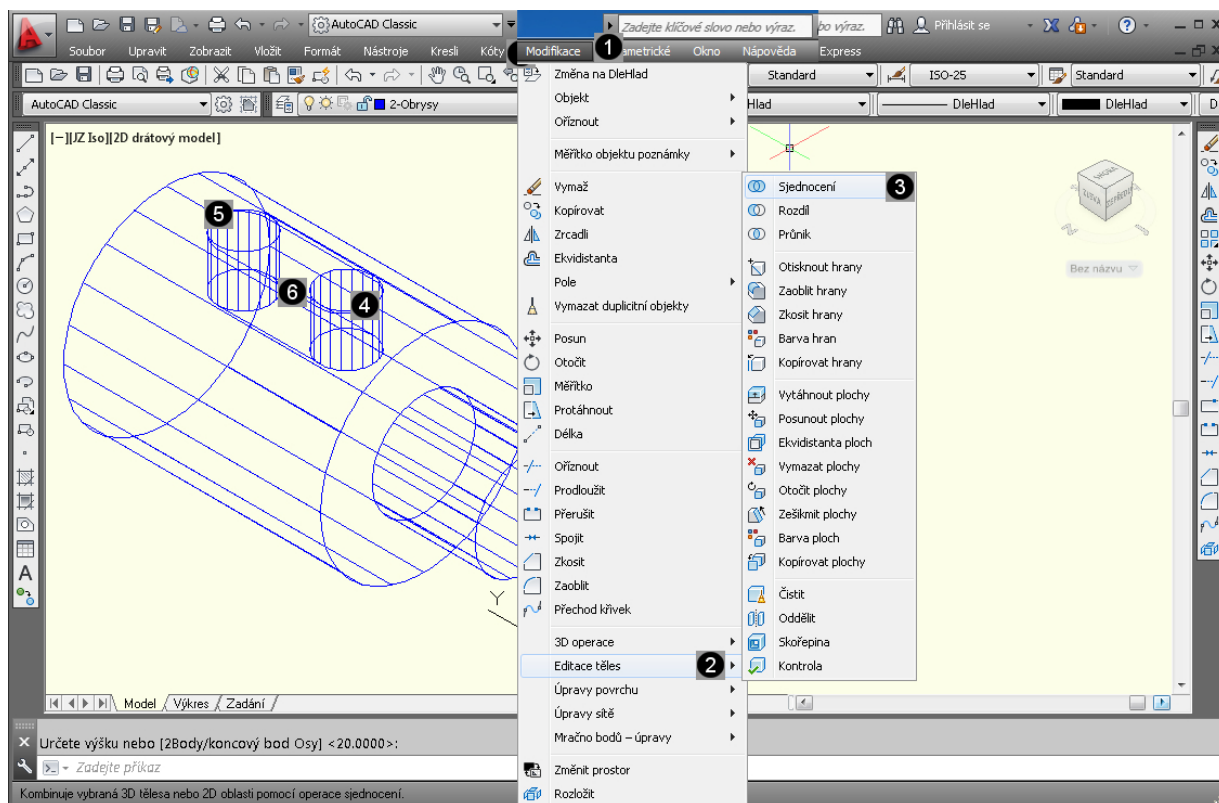 AutoCAD Classic
Zadejte klíčové slovo nebo výraz.
bo výraz.
Přihlásit se
Soubor Upravit Zobrazit Vložit Formát Nástroje Kreslí Kóty Modifikace 1 ametrické Okno Nápověda Express
Standard ISO-25 Standard
AutoCAD Classic 2-Obrysy Hlad DleHlad DleHlad D
[−][JZ Iso][2D drátový model]
Změna na DleHlad
Objekt
Oříznout
Měřítko objektu poznámky
Vymaž
Kopírovat
Zrcadli
Ekvidistanta
Pole
Vymazat duplicitní objekty
Posun
Otočit
Měřítko
Protáhnout
Délka
Oříznout
Prodloužit
Přerušit
Spojit
Zkosit
Zaoblit
Přechod křivek
3D operace
Editace těles 2
Úpravy povrchu
Úpravy sítě
Mračno bodů – úpravy
Změnit prostor
Rozložit
Sjednocení 3
Rozdíl
Průnik
Otisknout hrany
Zaoblit hrany
Zkosit hrany
Barva hran
Kopírovat hrany
Vytáhnout plochy
Posunout plochy
Ekvidistanta ploch
Vymazat plochy
Otočit plochy
Zešikmit plochy
Barva ploch
Kopírovat plochy
Čistit
Oddělit
Skořepina
Kontrola
5
6
4
Y
Bez názvu
A
Model Výkres Zadání
Určete výšku nebo [2Body/koncový bod Osy] <20.0000>:
Zadejte příkaz
Kombinuje vybraná 3D tělesa nebo 2D oblasti pomocí operace sjednocení.